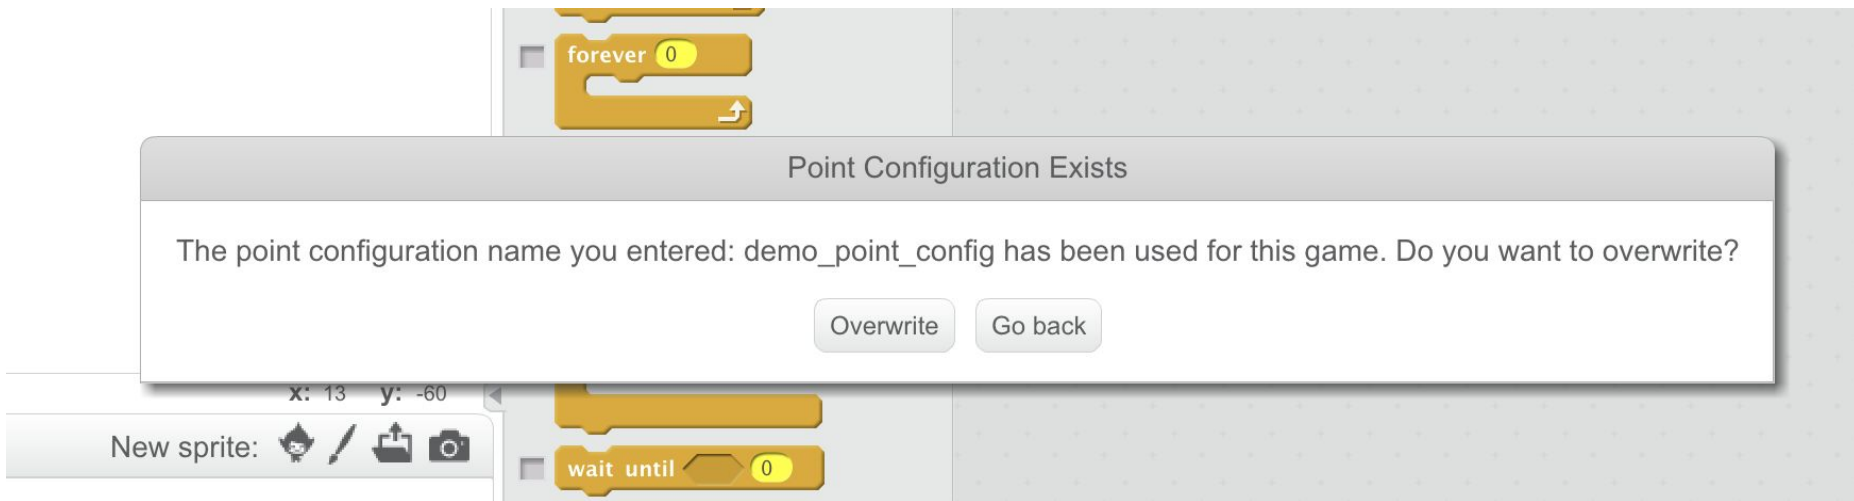 forever 0
Point Configuration Exists
The point configuration name you entered: demo_point_config has been used for this game. Do you want to overwrite?
Overwrite Go back
x: 13 y: -60
New sprite:
wait until 0